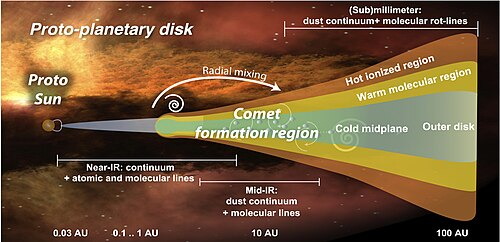 (Sub)millimeter:
dust continuum+ molecular rot-lines
Proto-planetary disk
Hot ionized region
Radial mixing
Warm molecular region
Proto
Sun
Comet
formation region
Cold midplane
Outer disk
Near-IR: continuum
+ atomic and molecular lines
Mid-IR:
dust continuum
+ molecular lines
0.03 AU
0.1 .. 1 AU
10 AU
100 AU